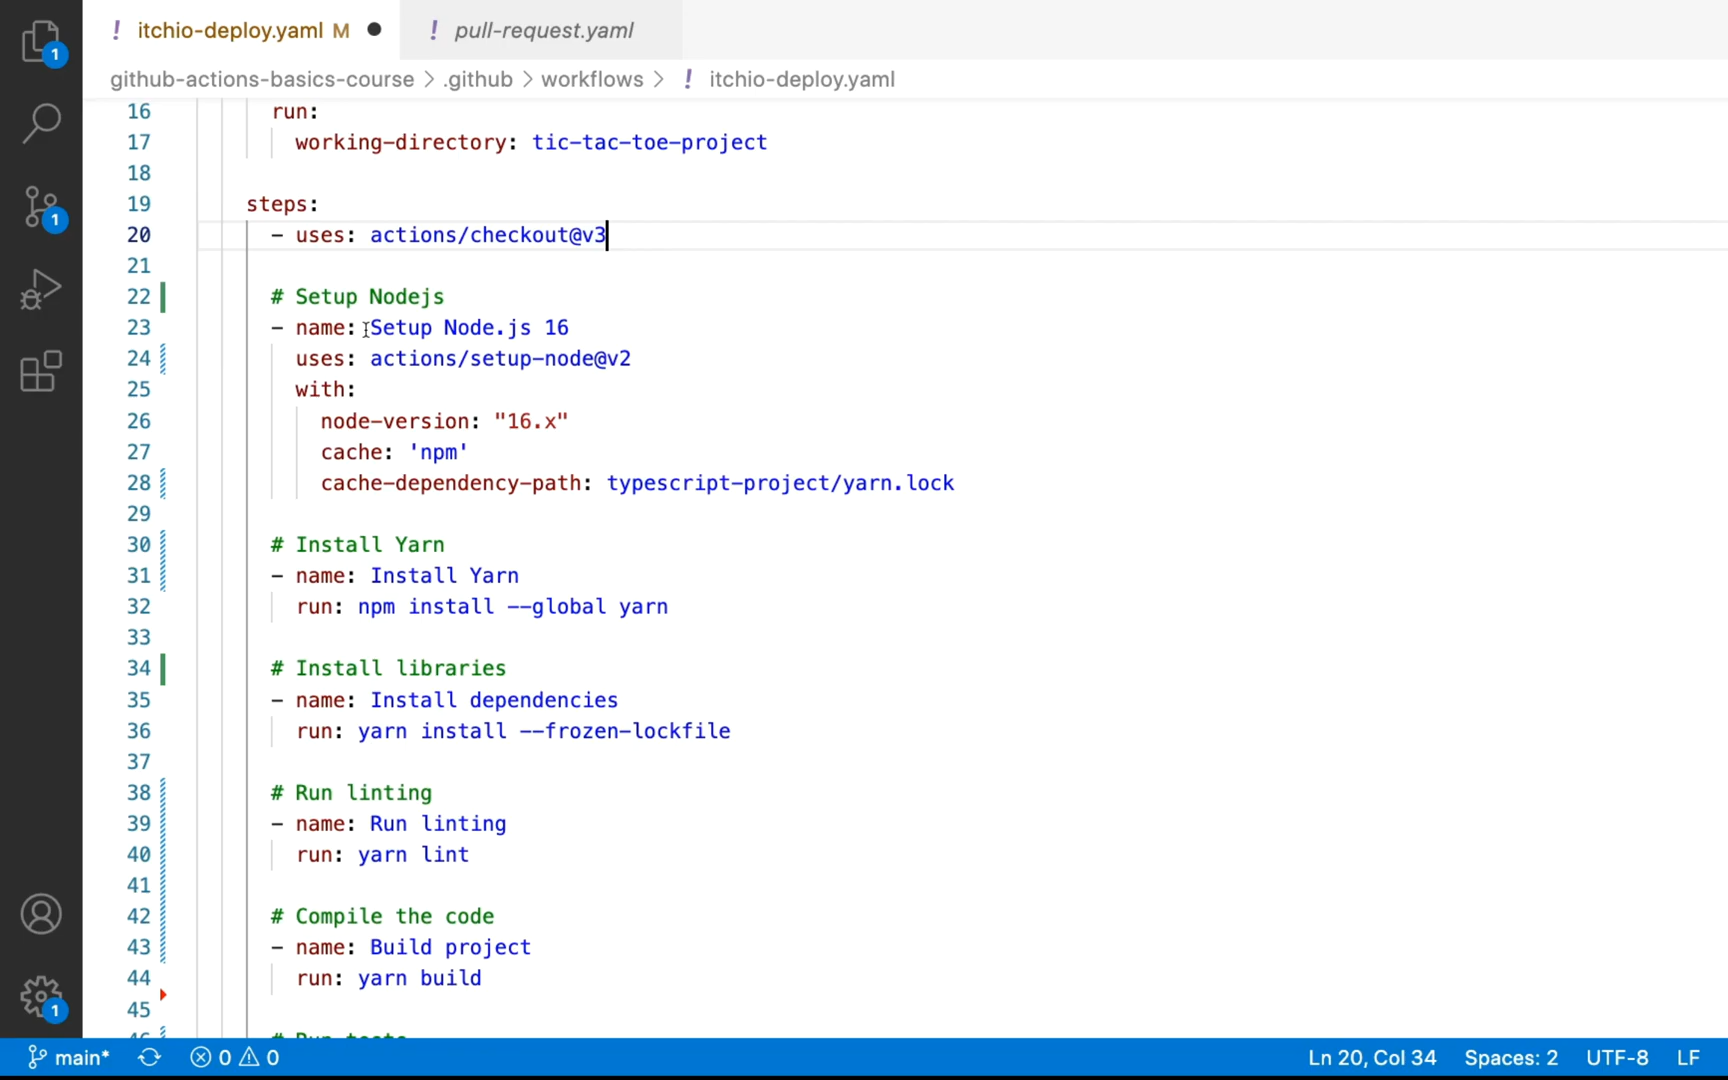 ! itchio-deploy.yaml M ●
! pull-request.yaml
github-actions-basics-course > .github > workflows > ! itchio-deploy.yaml
16 run:
17 working-directory: tic-tac-toe-project
18
19 steps:
20 - uses: actions/checkout@v3
21
22 # Setup Nodejs
23 - name: Setup Node.js 16
24 uses: actions/setup-node@v2
25 with:
26 node-version: "16.x"
27 cache: 'npm'
28 cache-dependency-path: typescript-project/yarn.lock
29
30 # Install Yarn
31 - name: Install Yarn
32 run: npm install --global yarn
33
34 # Install libraries
35 - name: Install dependencies
36 run: yarn install --frozen-lockfile
37
38 # Run linting
39 - name: Run linting
40 run: yarn lint
41
42 # Compile the code
43 - name: Build project
44 run: yarn build
45
46 # Run tests
1
1
1
main* 0 0 Ln 20, Col 34 Spaces: 2 UTF-8 LF